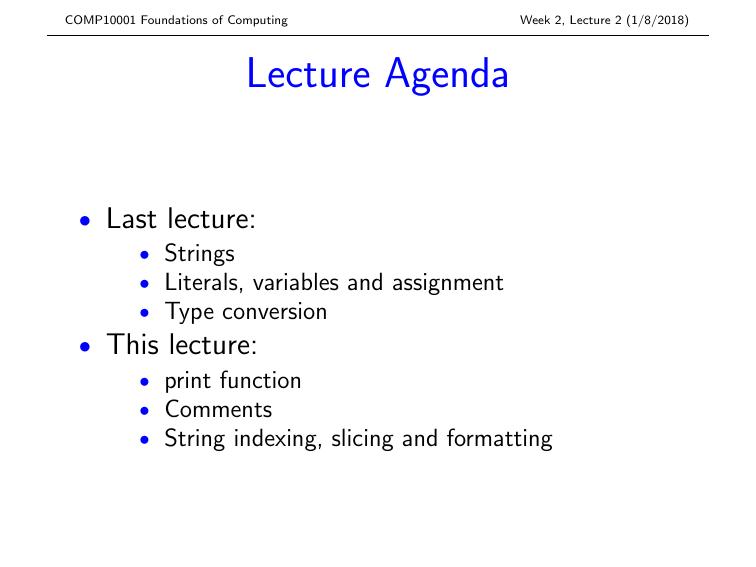 COMP10001 Foundations of Computing Week 2, Lecture 2 (1/8/2018)
Lecture Agenda
• Last lecture:
• Strings
• Literals, variables and assignment
• Type conversion
• This lecture:
• print function
• Comments
• String indexing, slicing and formatting